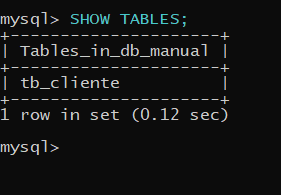 mysql> SHOW TABLES;
+---------------------+
| Tables_in_db_manual |
+---------------------+
| tb_cliente          |
+---------------------+
1 row in set (0.12 sec)
mysql>